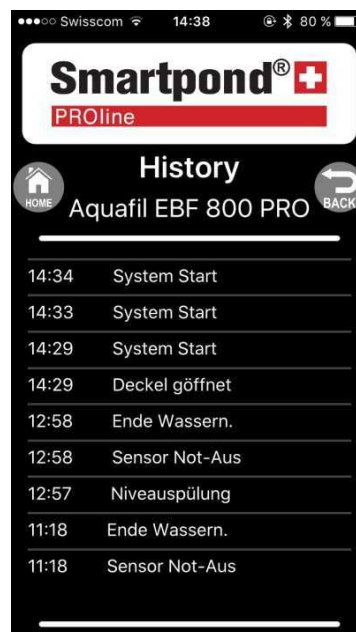 Swisscom 14:38 80 %
Smartpond®
PROline
History
HOME
BACK
Aquafil EBF 800 PRO
14:34 System Start
14:33 System Start
14:29 System Start
14:29 Deckel göffnet
12:58 Ende Wassern.
12:58 Sensor Not-Aus
12:57 Niveauspülung
11:18 Ende Wassern.
11:18 Sensor Not-Aus